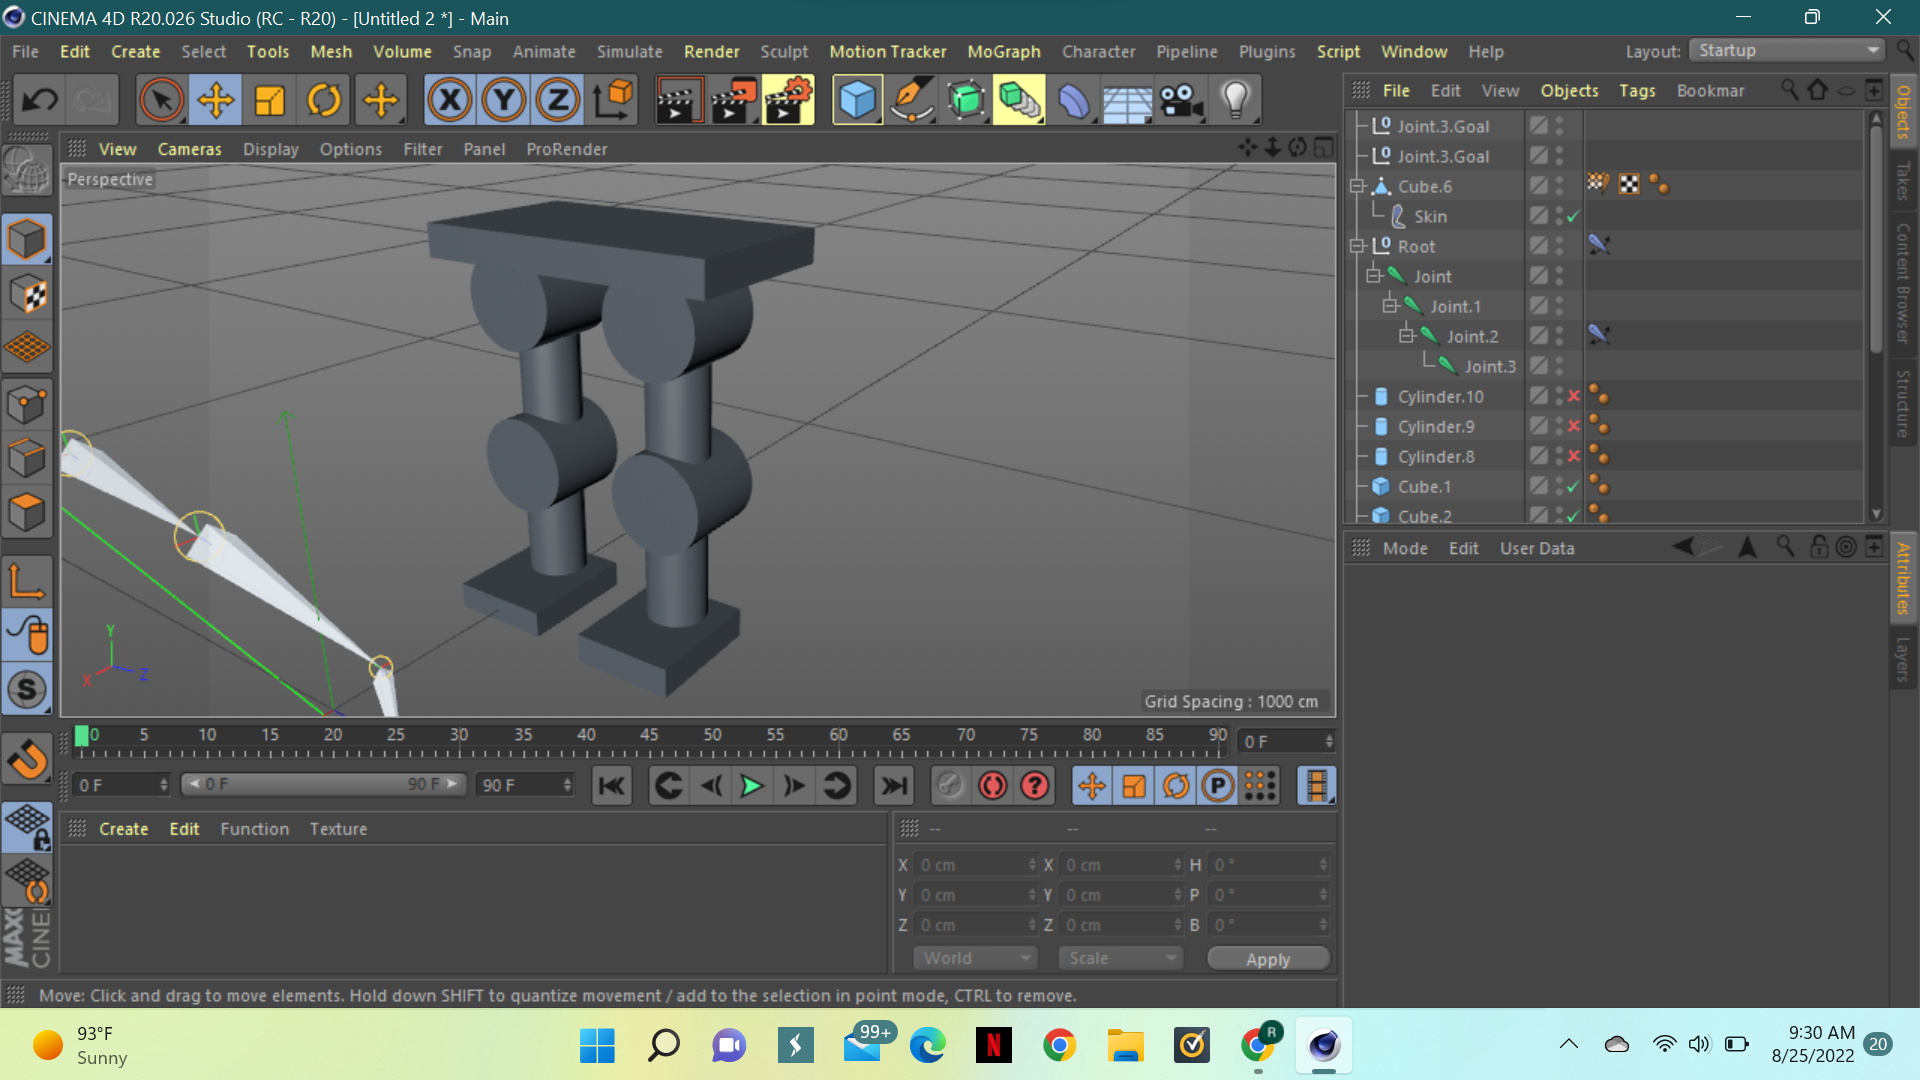 CINEMA 4D R20.026 Studio (RC - R20) - [Untitled 2 *] - Main
File Edit Create Select Tools Mesh Volume Snap Animate Simulate Render Sculpt Motion Tracker MoGraph Character Pipeline Plugins Script Window Help Layout: Startup
X Y Z
File Edit View Objects Tags Bookmar
View Cameras Display Options Filter Panel ProRender
Perspective
Joint.3.Goal
Joint.3.Goal
Cube.6
Skin
Root
Joint
Joint.1
Joint.2
Joint.3
Cylinder.10
Cylinder.9
Cylinder.8
Cube.1
Cube.2
Objects
Takes
Content Browser
Structure
Mode Edit User Data
Attributes
Layers
Y
X
Z
Grid Spacing : 1000 cm
0 5 10 15 20 25 30 35 40 45 50 55 60 65 70 75 80 85 90 0 F
0 F 0 F 90 F 90 F ? P
S
Create Edit Function Texture
-- -- --
X 0 cm X 0 cm H 0 °
Y 0 cm Y 0 cm P 0 °
Z 0 cm Z 0 cm B 0 °
World Scale Apply
MAXO
CINEM
Move: Click and drag to move elements. Hold down SHIFT to quantize movement / add to the selection in point mode, CTRL to remove.
93°F
Sunny
99+
N
R
9:30 AM
8/25/2022
20